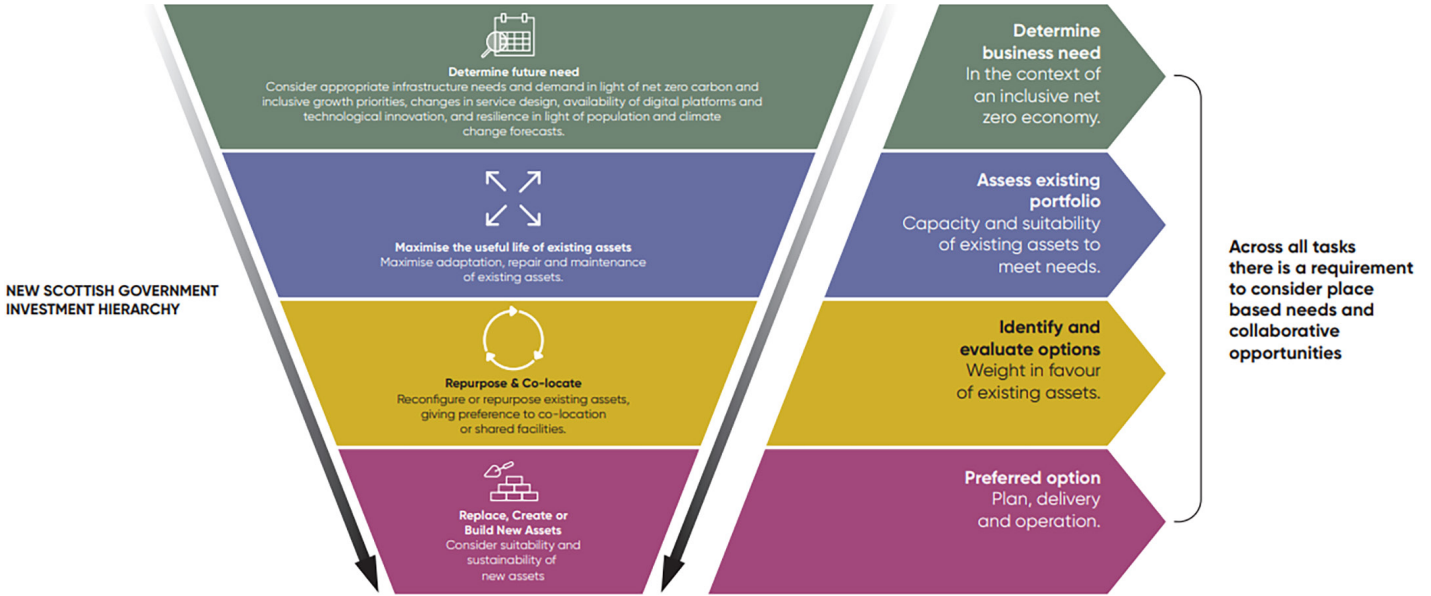 NEW SCOTTISH GOVERNMENT
INVESTMENT HIERARCHY
Determine future need
Consider appropriate infrastructure needs and demand in light of net zero carbon and
inclusive growth priorities, changes in service design, availability of digital platforms and
technological innovation, and resilience in light of population and climate
change forecasts.
Maximise the useful life of existing assets
Maximise adaptation, repair and maintenance
of existing assets.
Repurpose & Co-locate
Reconfigure or repurpose existing assets,
giving preference to co-location
or shared facilities.
Replace, Create or
Build New Assets
Consider suitability and
sustainability of
new assets
Determine
business need
In the context of
an inclusive net
zero economy.
Assess existing
portfolio
Capacity and suitability
of existing assets to
meet needs.
Identify and
evaluate options
Weight in favour
of existing assets.
Preferred option
Plan, delivery
and operation.
Across all tasks
there is a requirement
to consider place
based needs and
collaborative
opportunities